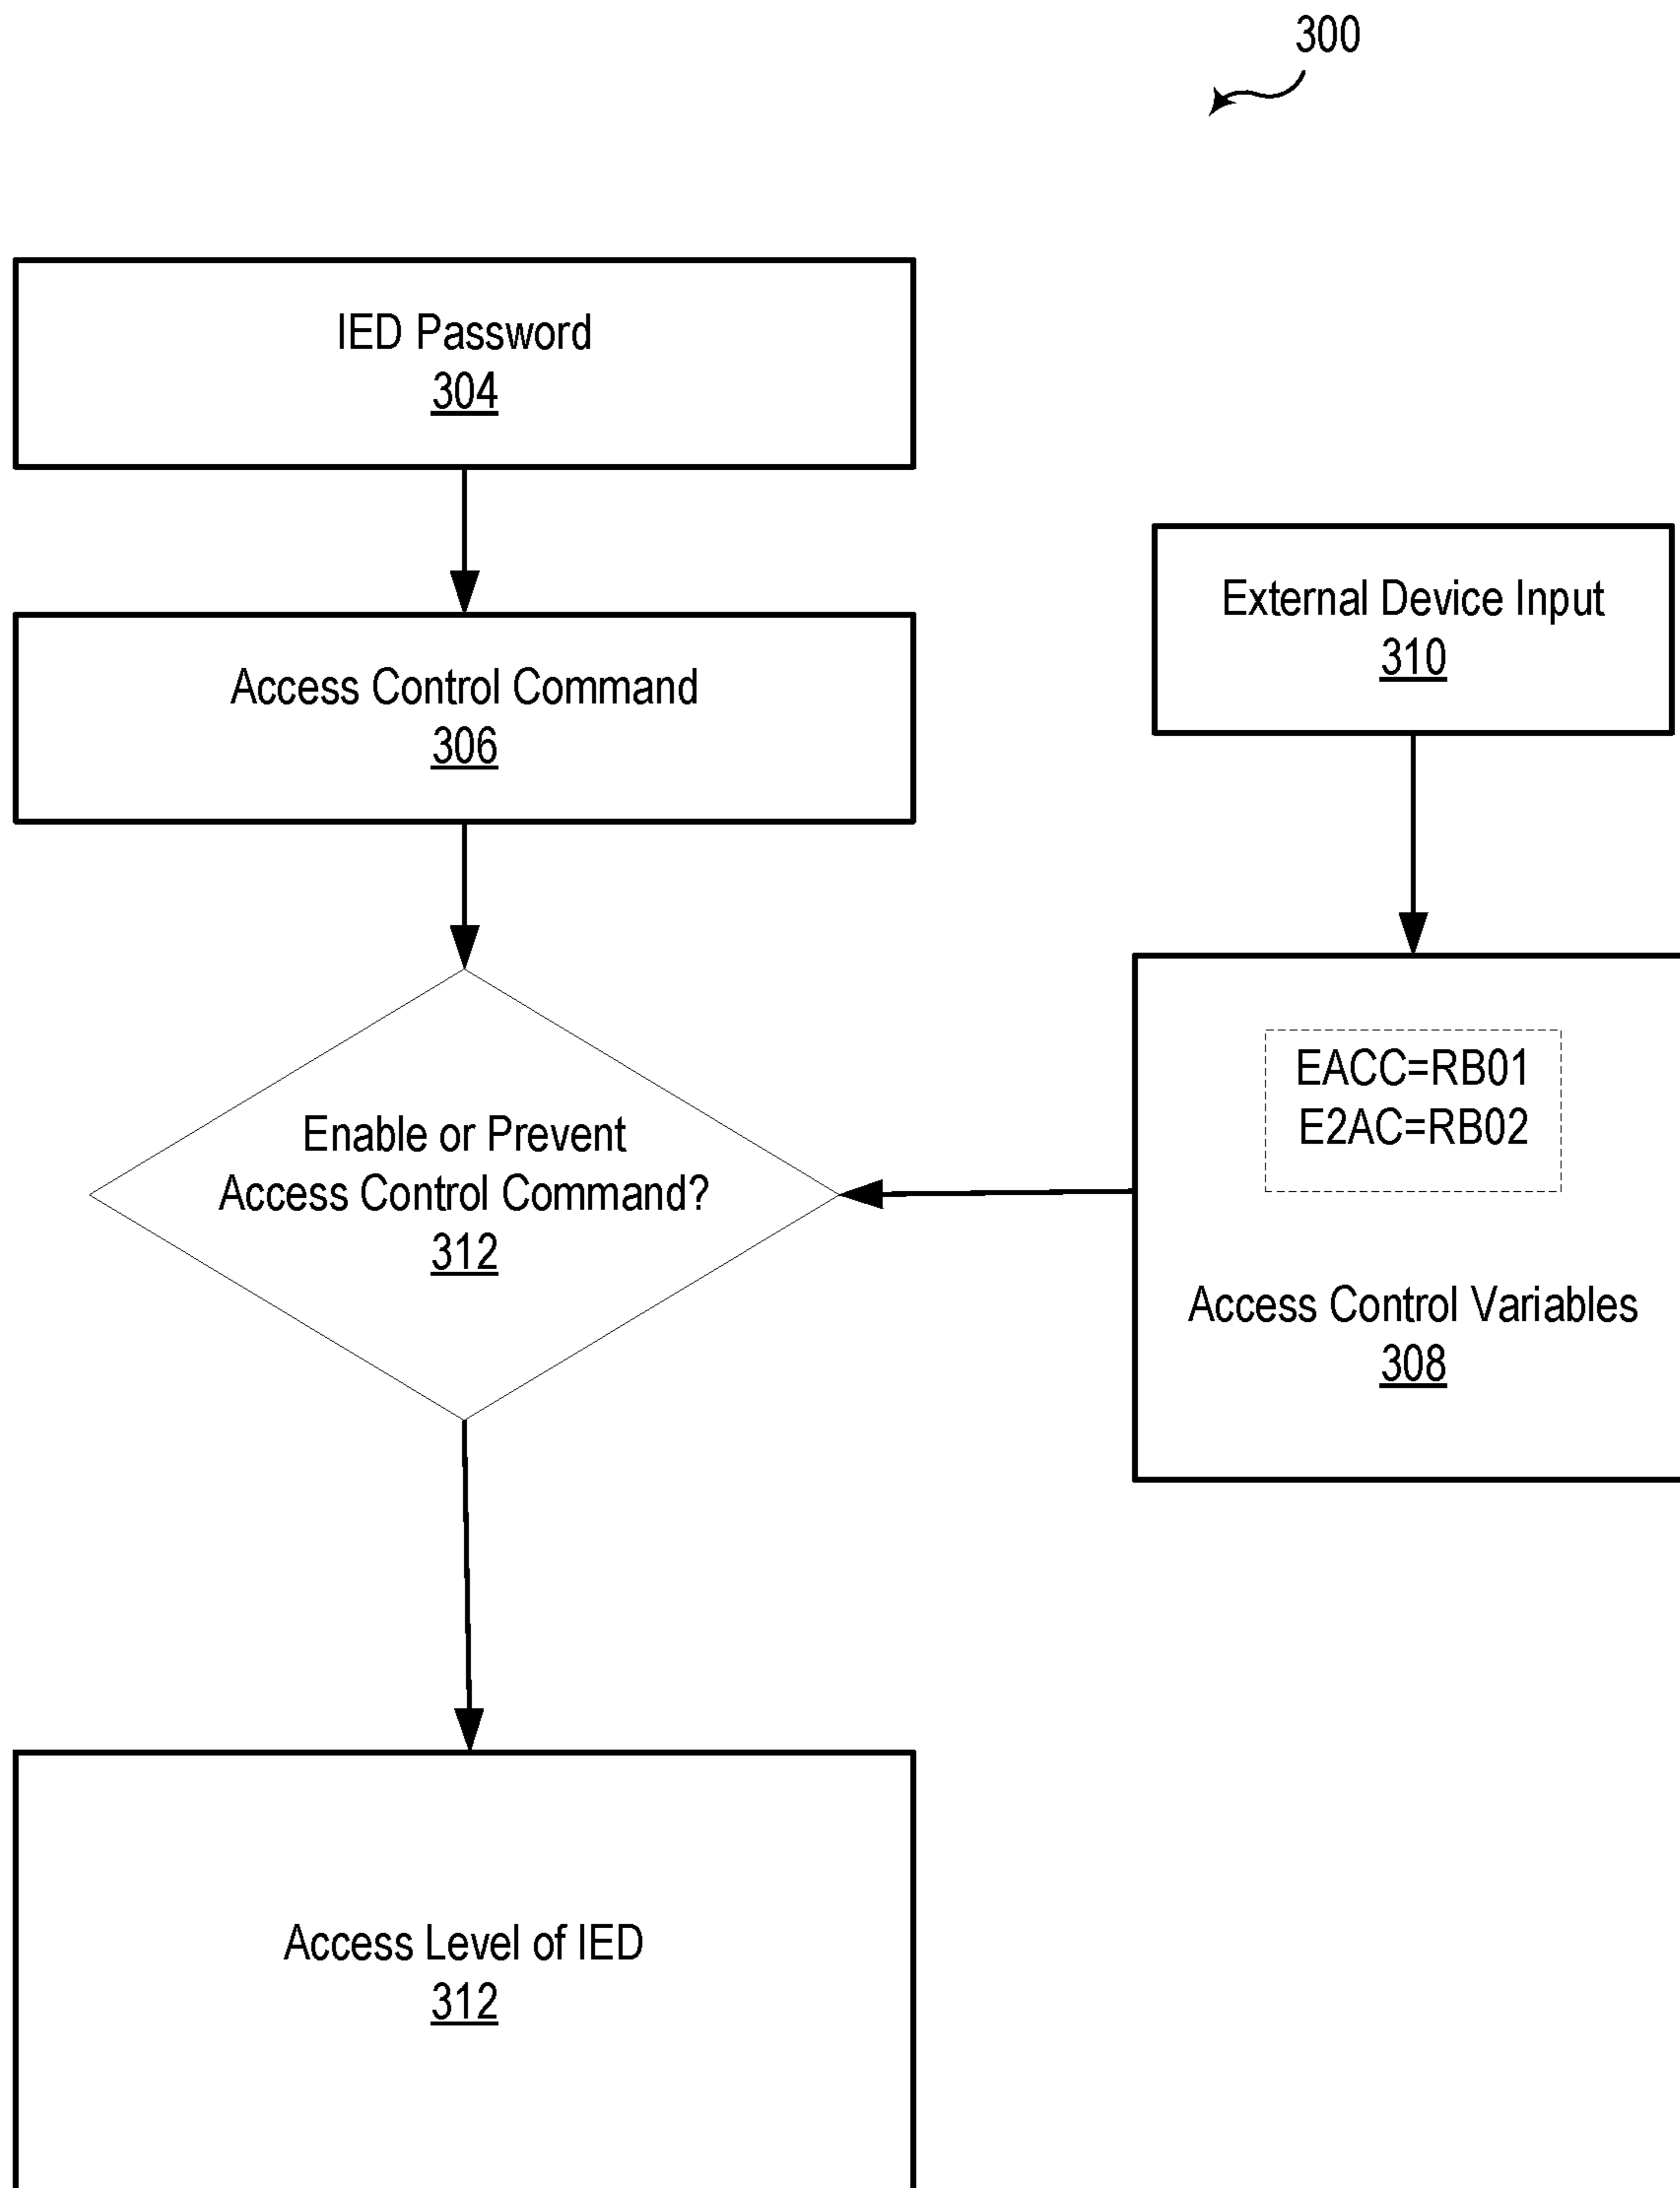 300
IED Password
304
Access Control Command
306
External Device Input
310
EACC=RB01
E2AC=RB02
Access Control Variables
308
Enable or Prevent
Access Control Command?
312
Access Level of IED
312